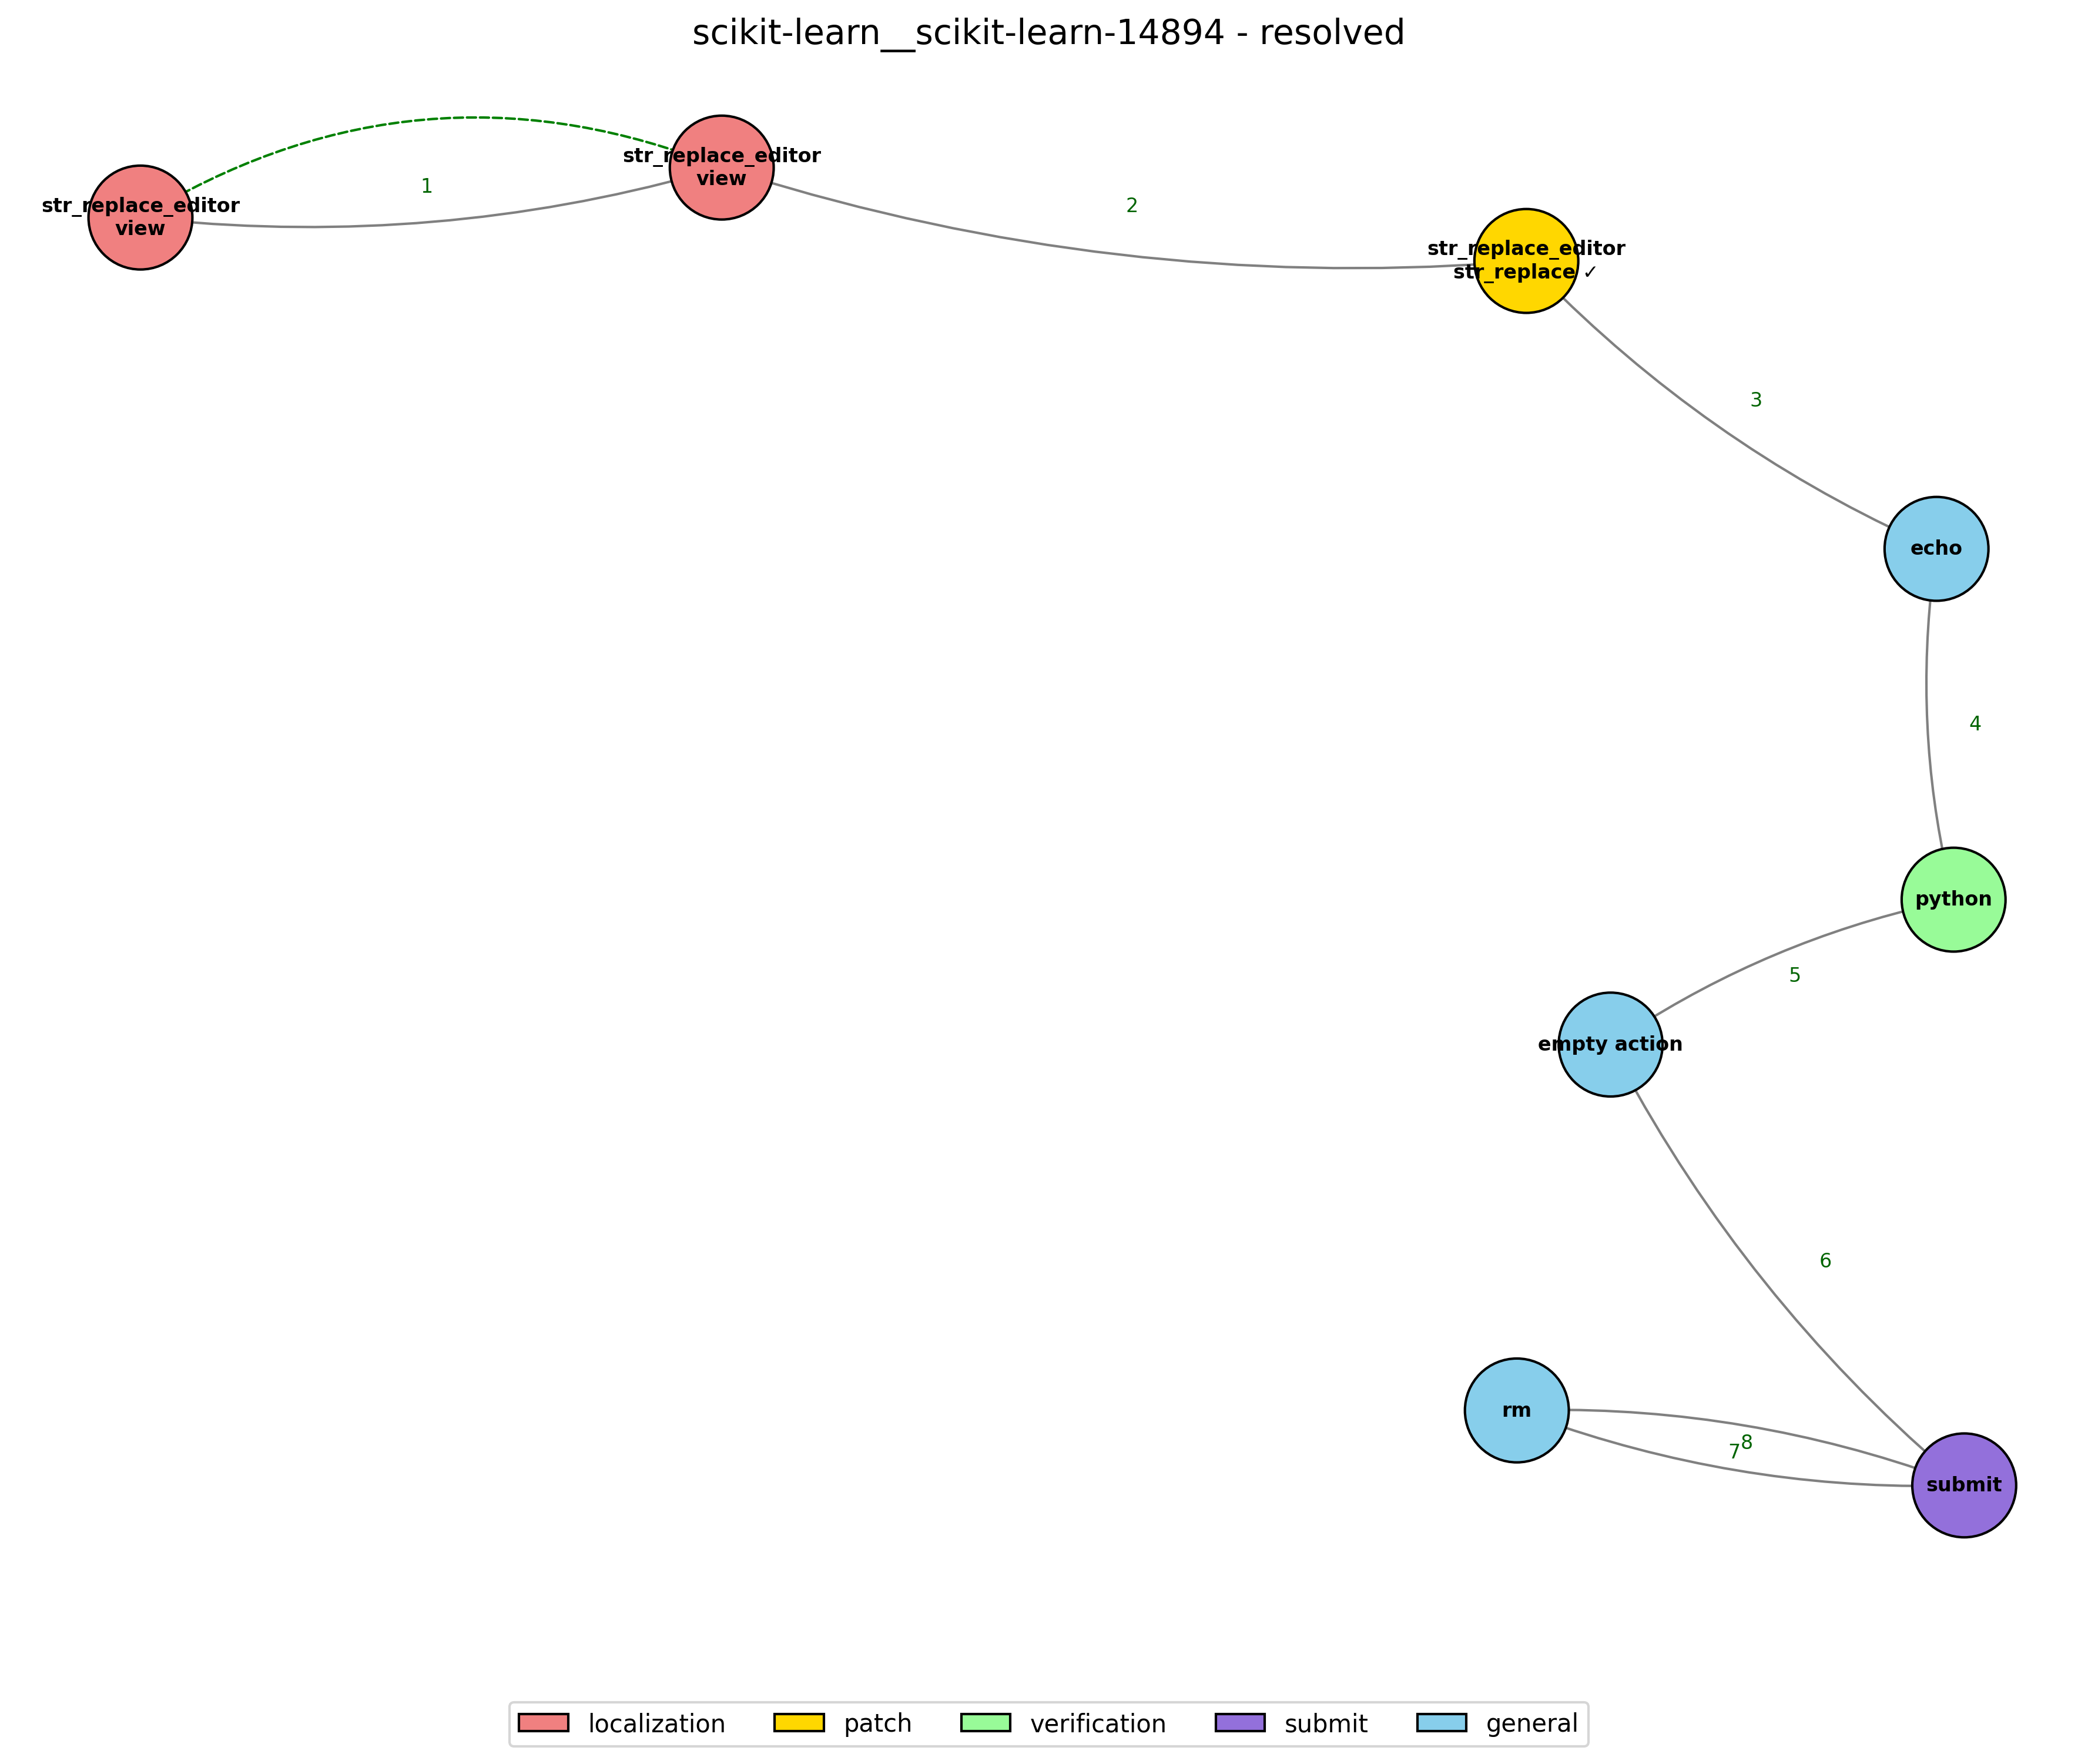 scikit-learn__scikit-learn-14894 - resolved
str_replace_editor
view
1
str_replace_editor
view
2
str_replace_editor
str_replace ✓
3
echo
4
python
5
empty action
6
rm
7
8
submit
localization
patch
verification
submit
general